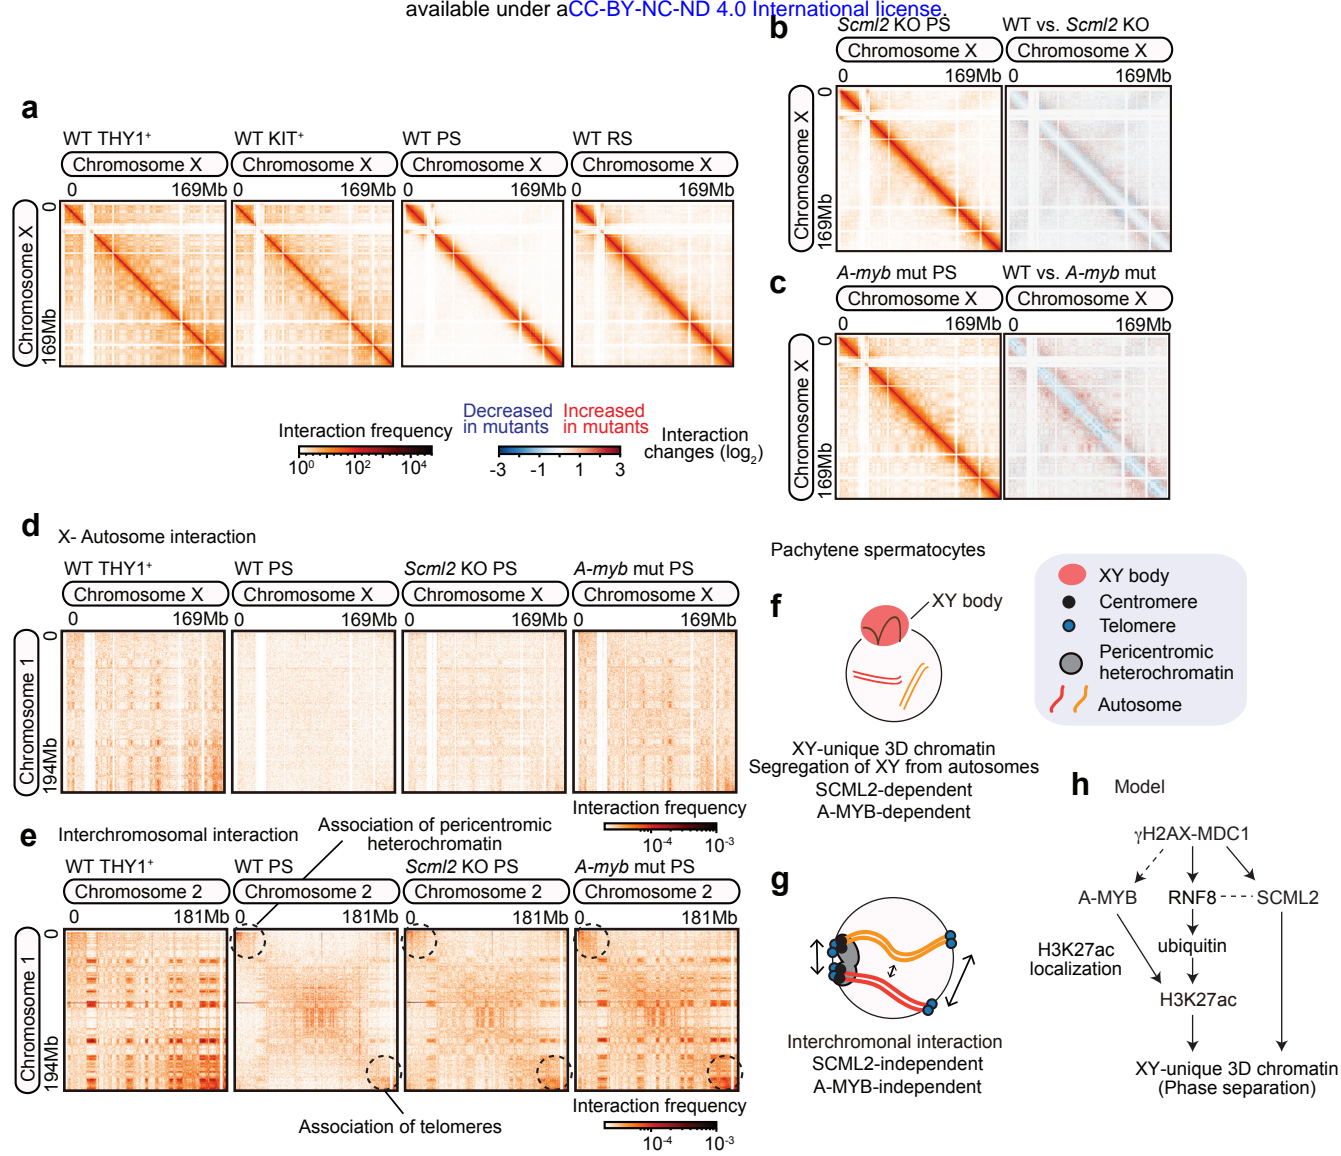 available under aCC-BY-NC-ND 4.0 International license.
a
WT THY1+
WT KIT+
WT PS
WT RS
Chromosome X
Chromosome X
Chromosome X
Chromosome X
0 169Mb
0 169Mb
0 169Mb
0 169Mb
Chromosome X
0
169Mb
Interaction frequency
10^0 10^2 10^4
Decreased in mutants
Increased in mutants
-3 -1 1 3
Interaction changes (log2)
b
Scml2 KO PS
WT vs. Scml2 KO
Chromosome X
Chromosome X
0 169Mb
0 169Mb
Chromosome X
0
169Mb
c
A-myb mut PS
WT vs. A-myb mut
Chromosome X
Chromosome X
0 169Mb
0 169Mb
Chromosome X
0
169Mb
d
X- Autosome interaction
WT THY1+
WT PS
Scml2 KO PS
A-myb mut PS
Chromosome X
Chromosome X
Chromosome X
Chromosome X
0 169Mb
0 169Mb
0 169Mb
0 169Mb
Chromosome 1
0
194Mb
Interaction frequency
10^-4 10^-3
e
Interchromosomal interaction
Association of pericentromic
heterochromatin
WT THY1+
WT PS
Scml2 KO PS
A-myb mut PS
Chromosome 2
Chromosome 2
Chromosome 2
Chromosome 2
0 181Mb
0 181Mb
0 181Mb
0 181Mb
Chromosome 1
0
194Mb
Association of telomeres
Interaction frequency
10^-4 10^-3
Pachytene spermatocytes
f
XY body
XY-unique 3D chromatin
Segregation of XY from autosomes
SCML2-dependent
A-MYB-dependent
XY body
Centromere
Telomere
Pericentromic
heterochromatin
Autosome
g
Interchromonal interaction
SCML2-independent
A-MYB-independent
h
Model
γH2AX-MDC1
A-MYB
RNF8
SCML2
H3K27ac
localization
ubiquitin
H3K27ac
XY-unique 3D chromatin
(Phase separation)